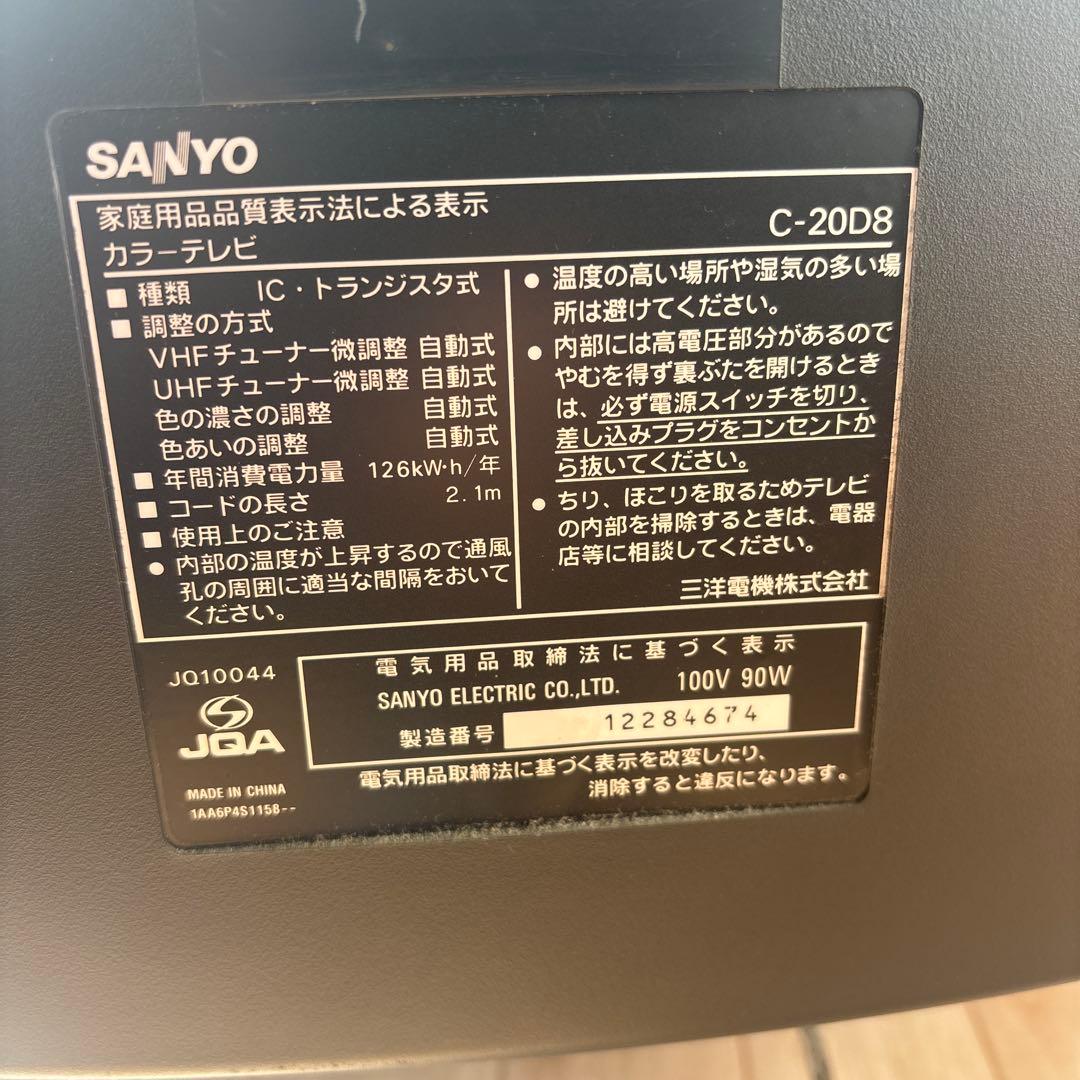 SANYO
家庭用品品質表示法による表示
カラーテレビ
C-20D8
■ 種類 IC・トランジスタ式
■ 調整の方式
VHFチューナー微調整 自動式
UHFチューナー微調整 自動式
色の濃さの調整 自動式
色あいの調整 自動式
■ 年間消費電力量 126kW·h/年
■ コードの長さ 2.1m
■ 使用上のご注意
● 内部の温度が上昇するので通風
孔の周囲に適当な間隔をおいて
ください。
● 温度の高い場所や湿気の多い場
所は避けてください。
● 内部には高電圧部分があるので
やむを得ず裏ぶたを開けるとき
は、必ず電源スイッチを切り、
差し込みプラグをコンセントか
ら抜いてください。
● ちり、ほこりを取るためテレビ
の内部を掃除するときは、電器
店等に相談してください。
三洋電機株式会社
JQ10044
JQA
MADE IN CHINA
1AA6P4S1158--
電気用品取締法に基づく表示
SANYO ELECTRIC CO.,LTD. 100V 90W
製造番号 12284674
電気用品取締法に基づく表示を改変したり、
消除すると違反になります。